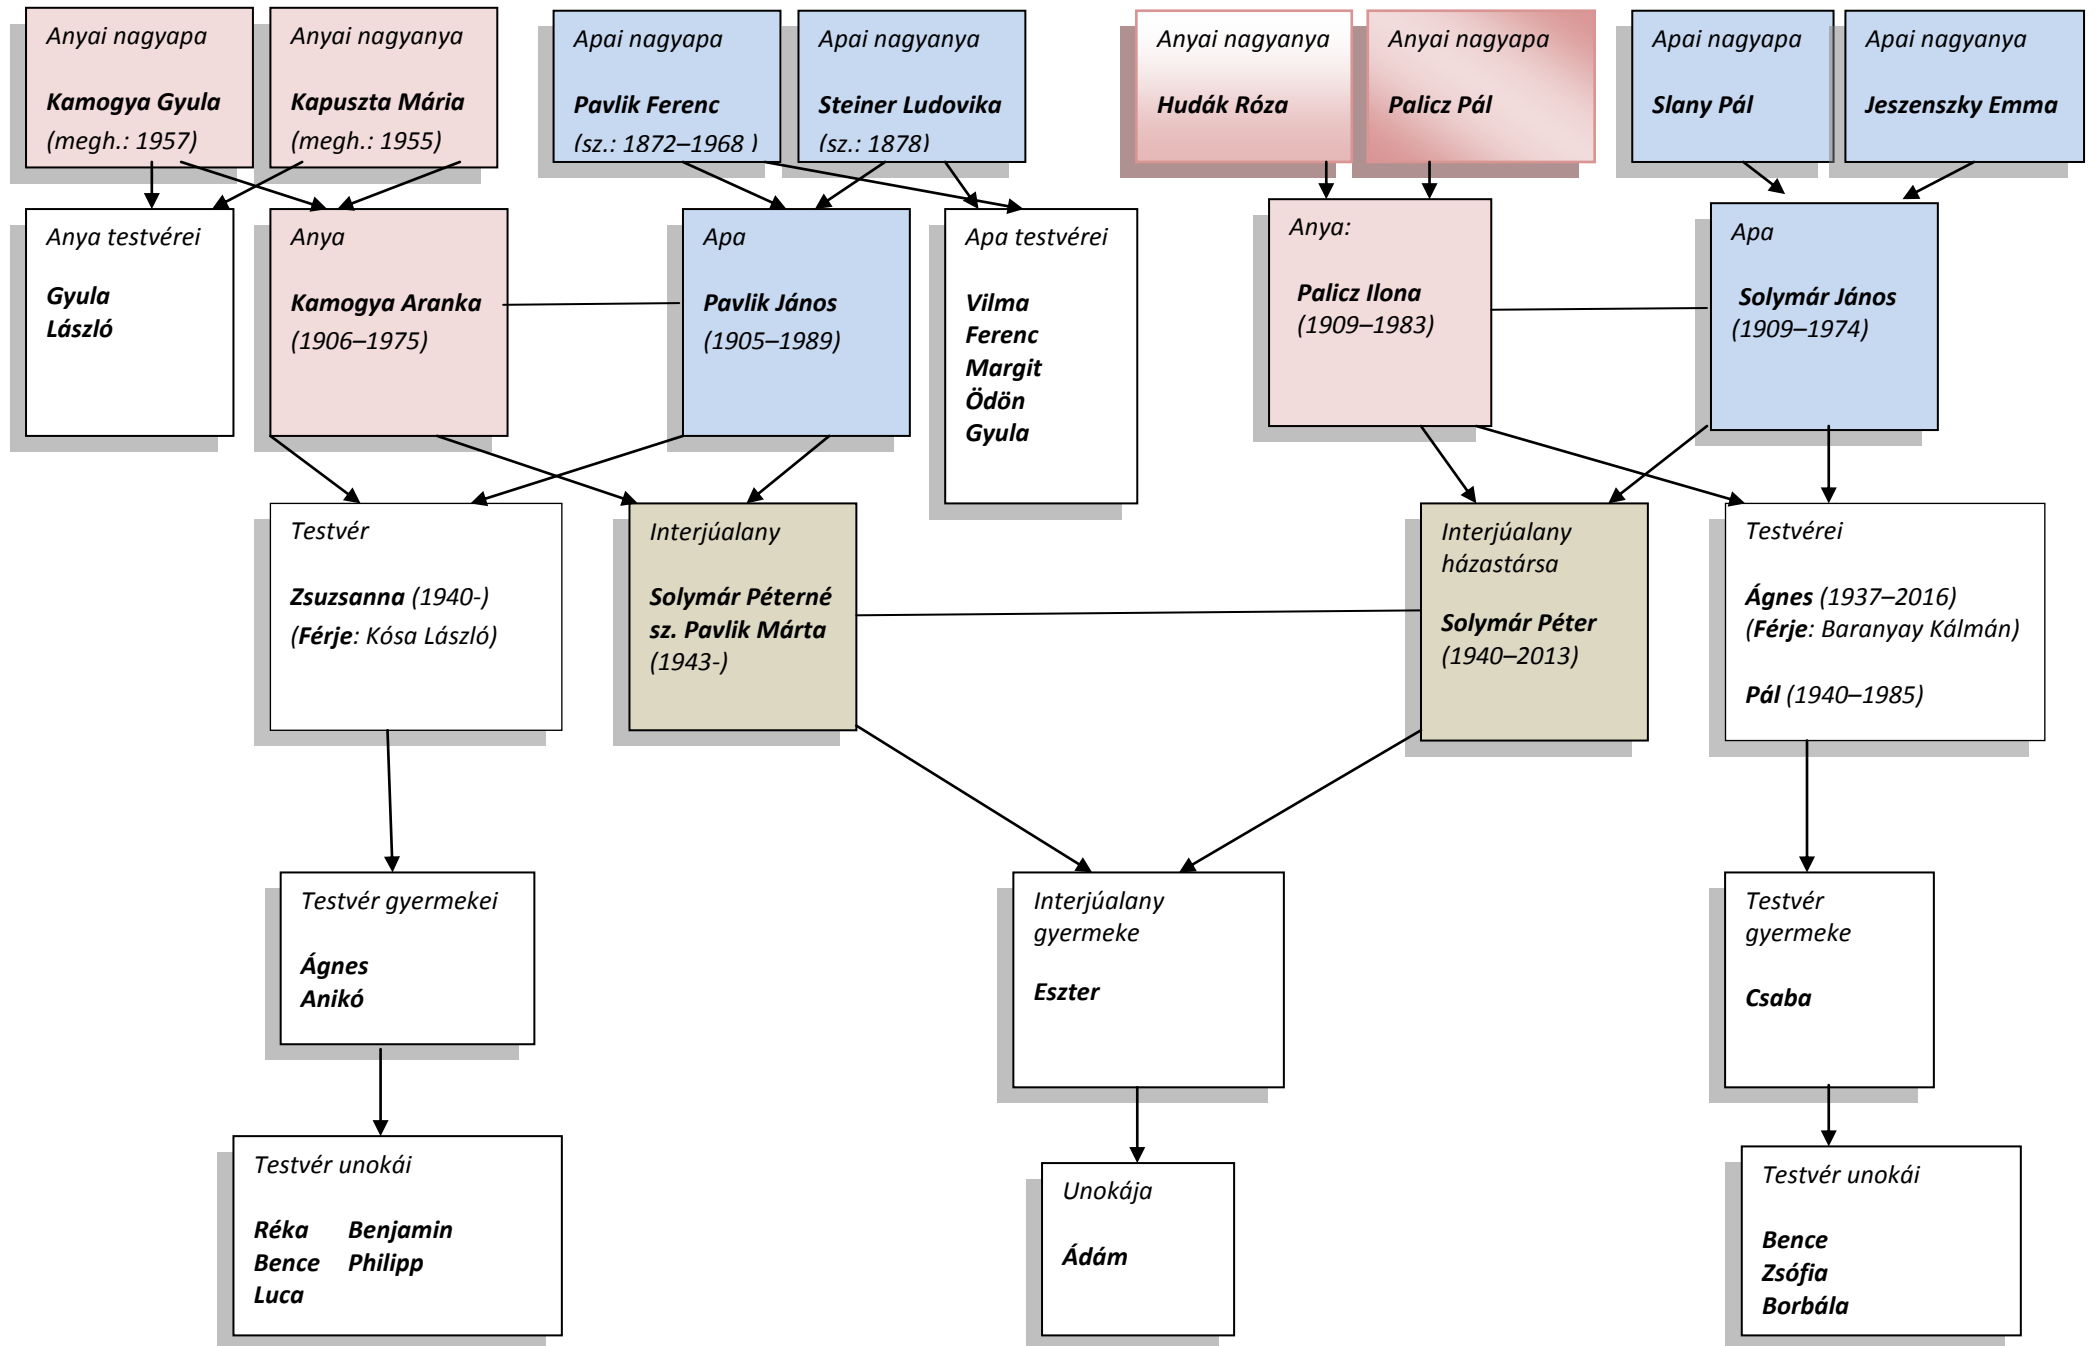 Anyai nagyapa
Kamogya Gyula
(megh.: 1957)
Anyai nagyanya
Kapuszta Mária
(megh.: 1955)
Apai nagyapa
Pavlik Ferenc
(sz.: 1872–1968 )
Apai nagyanya
Steiner Ludovika
(sz.: 1878)
Anyai nagyanya
Hudák Róza
Anyai nagyapa
Palicz Pál
Apai nagyapa
Slany Pál
Apai nagyanya
Jeszenszky Emma
Anya testvérei
Gyula
László
Anya
Kamogya Aranka
(1906–1975)
Apa
Pavlik János
(1905–1989)
Apa testvérei
Vilma
Ferenc
Margit
Ödön
Gyula
Anya:
Palicz Ilona
(1909–1983)
Apa
Solymár János
(1909–1974)
Testvér
Zsuzsanna (1940-)
(Férje: Kósa László)
Interjúalany
Solymár Péterné
sz. Pavlik Márta
(1943-)
Interjúalany
házastársa
Solymár Péter
(1940–2013)
Testvérei
Ágnes (1937–2016)
(Férje: Baranyay Kálmán)
Pál (1940–1985)
Testvér gyermekei
Ágnes
Anikó
Interjúalany
gyermeke
Eszter
Testvér
gyermeke
Csaba
Testvér unokái
Réka Benjamin
Bence Philipp
Luca
Unokája
Ádám
Testvér unokái
Bence
Zsófia
Borbála